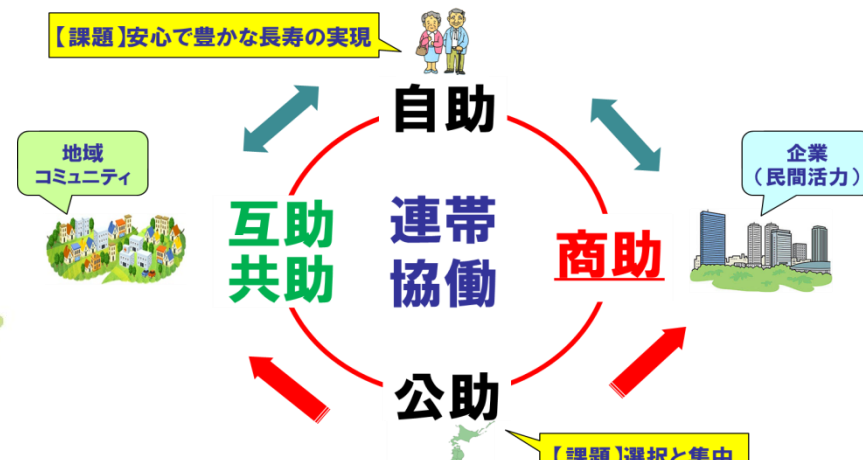 【課題】安心で豊かな長寿の実現
自助
地域
コミュニティ
企業
(民間活力)
互助
共助
連帯
協働
商助
公助
【課題】選択と集中